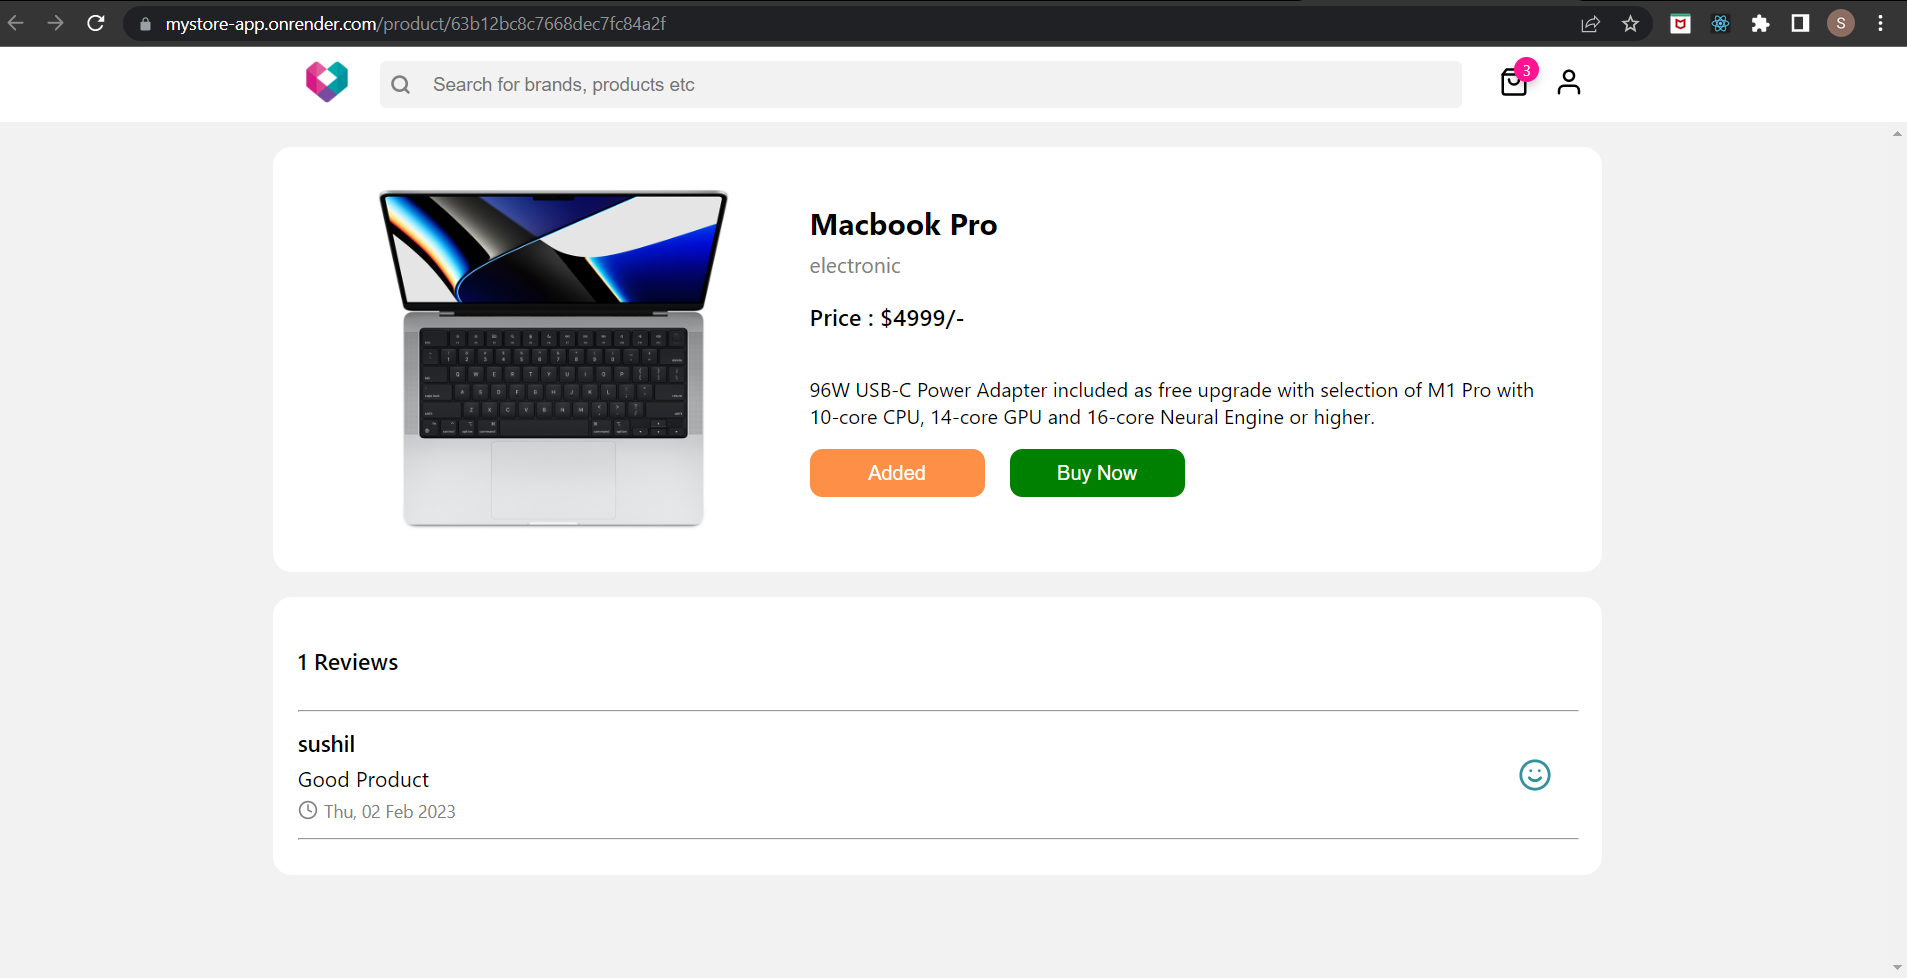 mystore-app.onrender.com/product/63b12bc8c7668dec7fc84a2f
S
Search for brands, products etc
3
Macbook Pro
electronic
Price : $4999/-
96W USB-C Power Adapter included as free upgrade with selection of M1 Pro with
10-core CPU, 14-core GPU and 16-core Neural Engine or higher.
Added
Buy Now
1 Reviews
sushil
Good Product
Thu, 02 Feb 2023